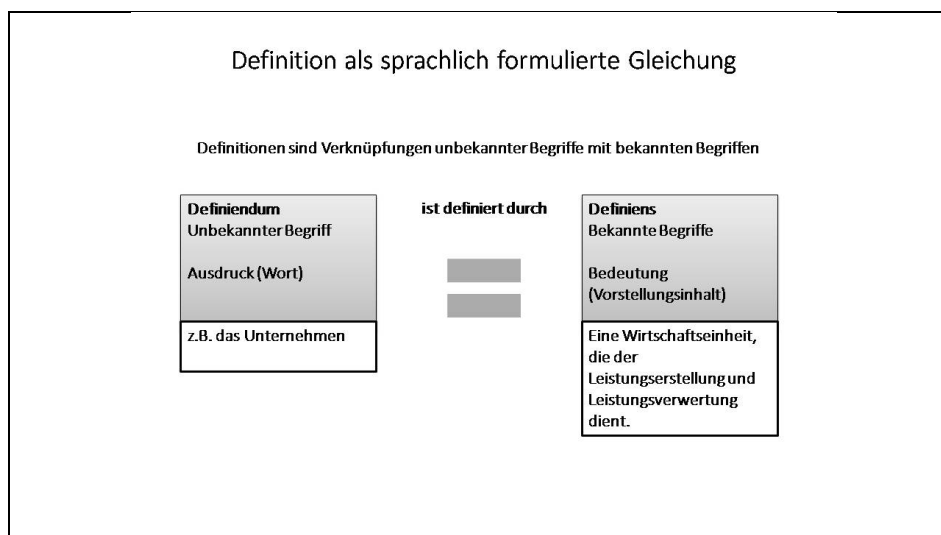 Definition als sprachlich formulierte Gleichung
Definitionen sind Verknüpfungen unbekannter Begriffe mit bekannten Begriffen
Definiendum
Unbekannter Begriff
Ausdruck (Wort)
z.B. das Unternehmen
ist definiert durch
Definiens
Bekannte Begriffe
Bedeutung
(Vorstellungsinhalt)
Eine Wirtschaftseinheit,
die der
Leistungserstellung und
Leistungsverwertung
dient.